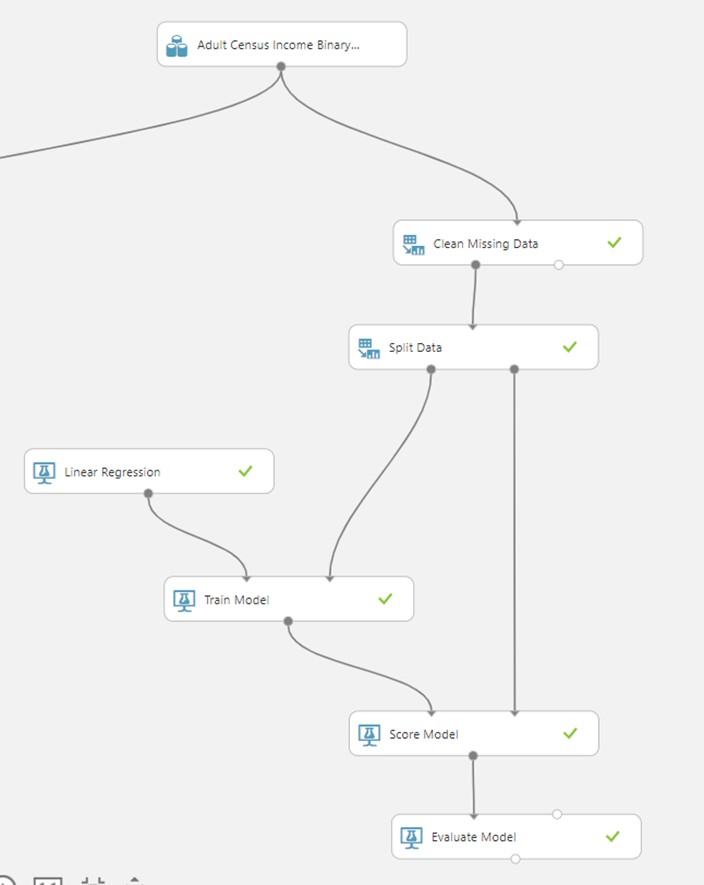 Adult Census Income Binary...
Clean Missing Data
Split Data
Linear Regression
Train Model
Score Model
Evaluate Model